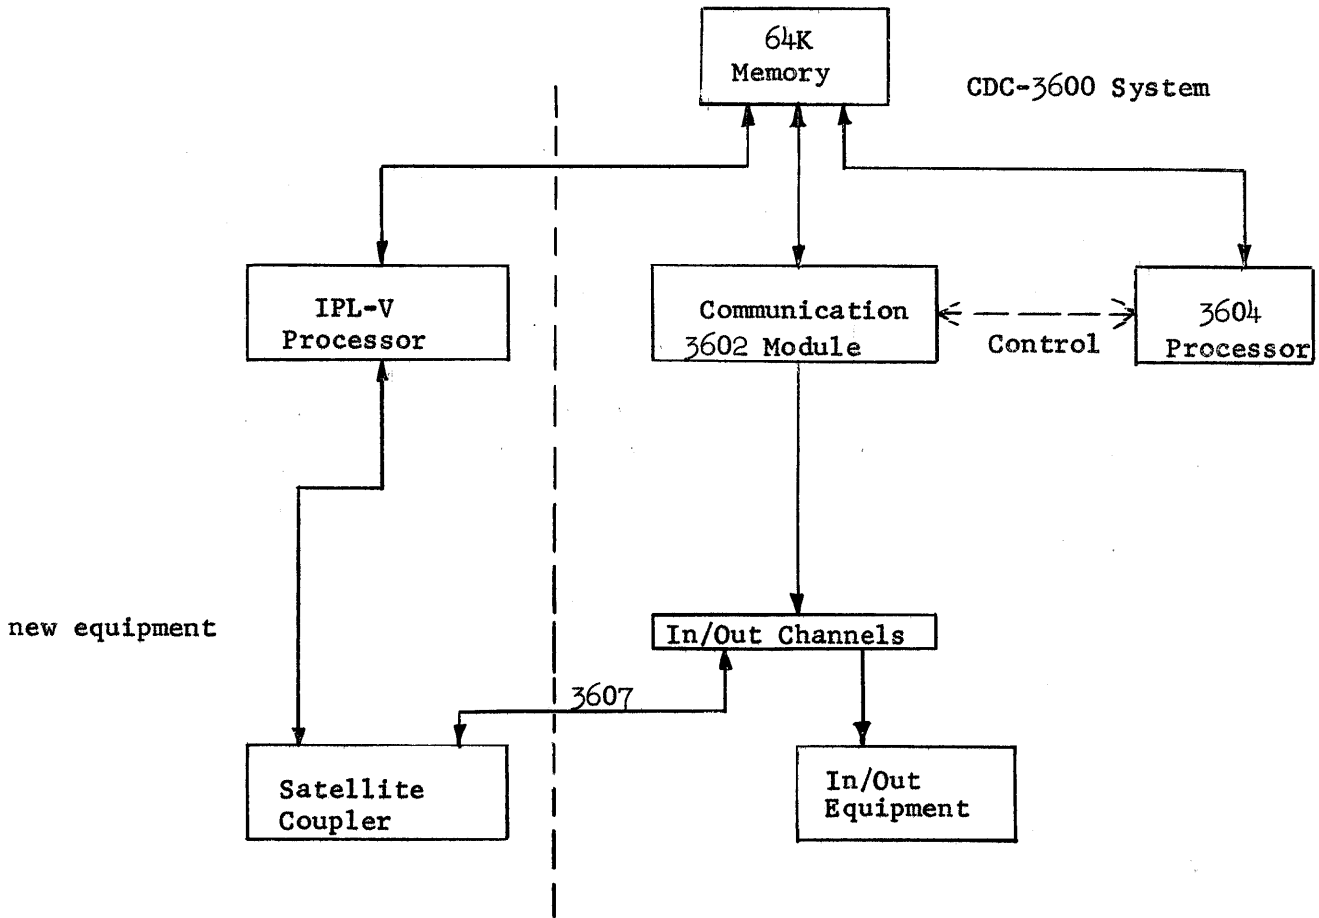 64K
Memory
CDC-3600 System
IPL-V
Processor
Communication
3602 Module
Control
3604
Processor
new equipment
In/Out Channels
3607
Satellite
Coupler
In/Out
Equipment